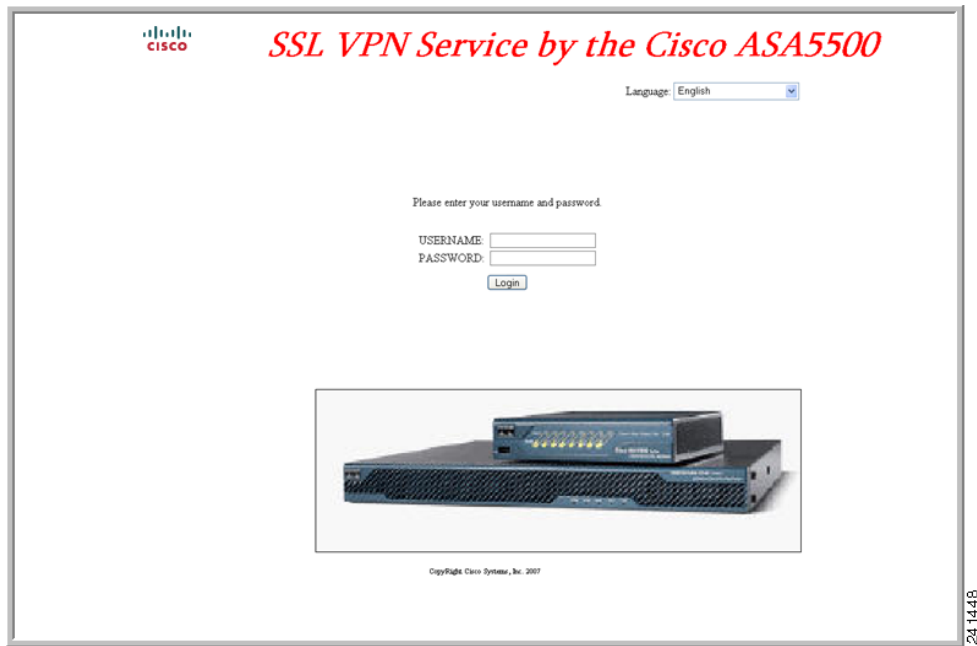 CISCO
SSL VPN Service by the Cisco ASA5500
Language: English
Please enter your username and password.
USERNAME:
PASSWORD:
Login
CopyRight Cisco Systems, Inc. 2007
241448